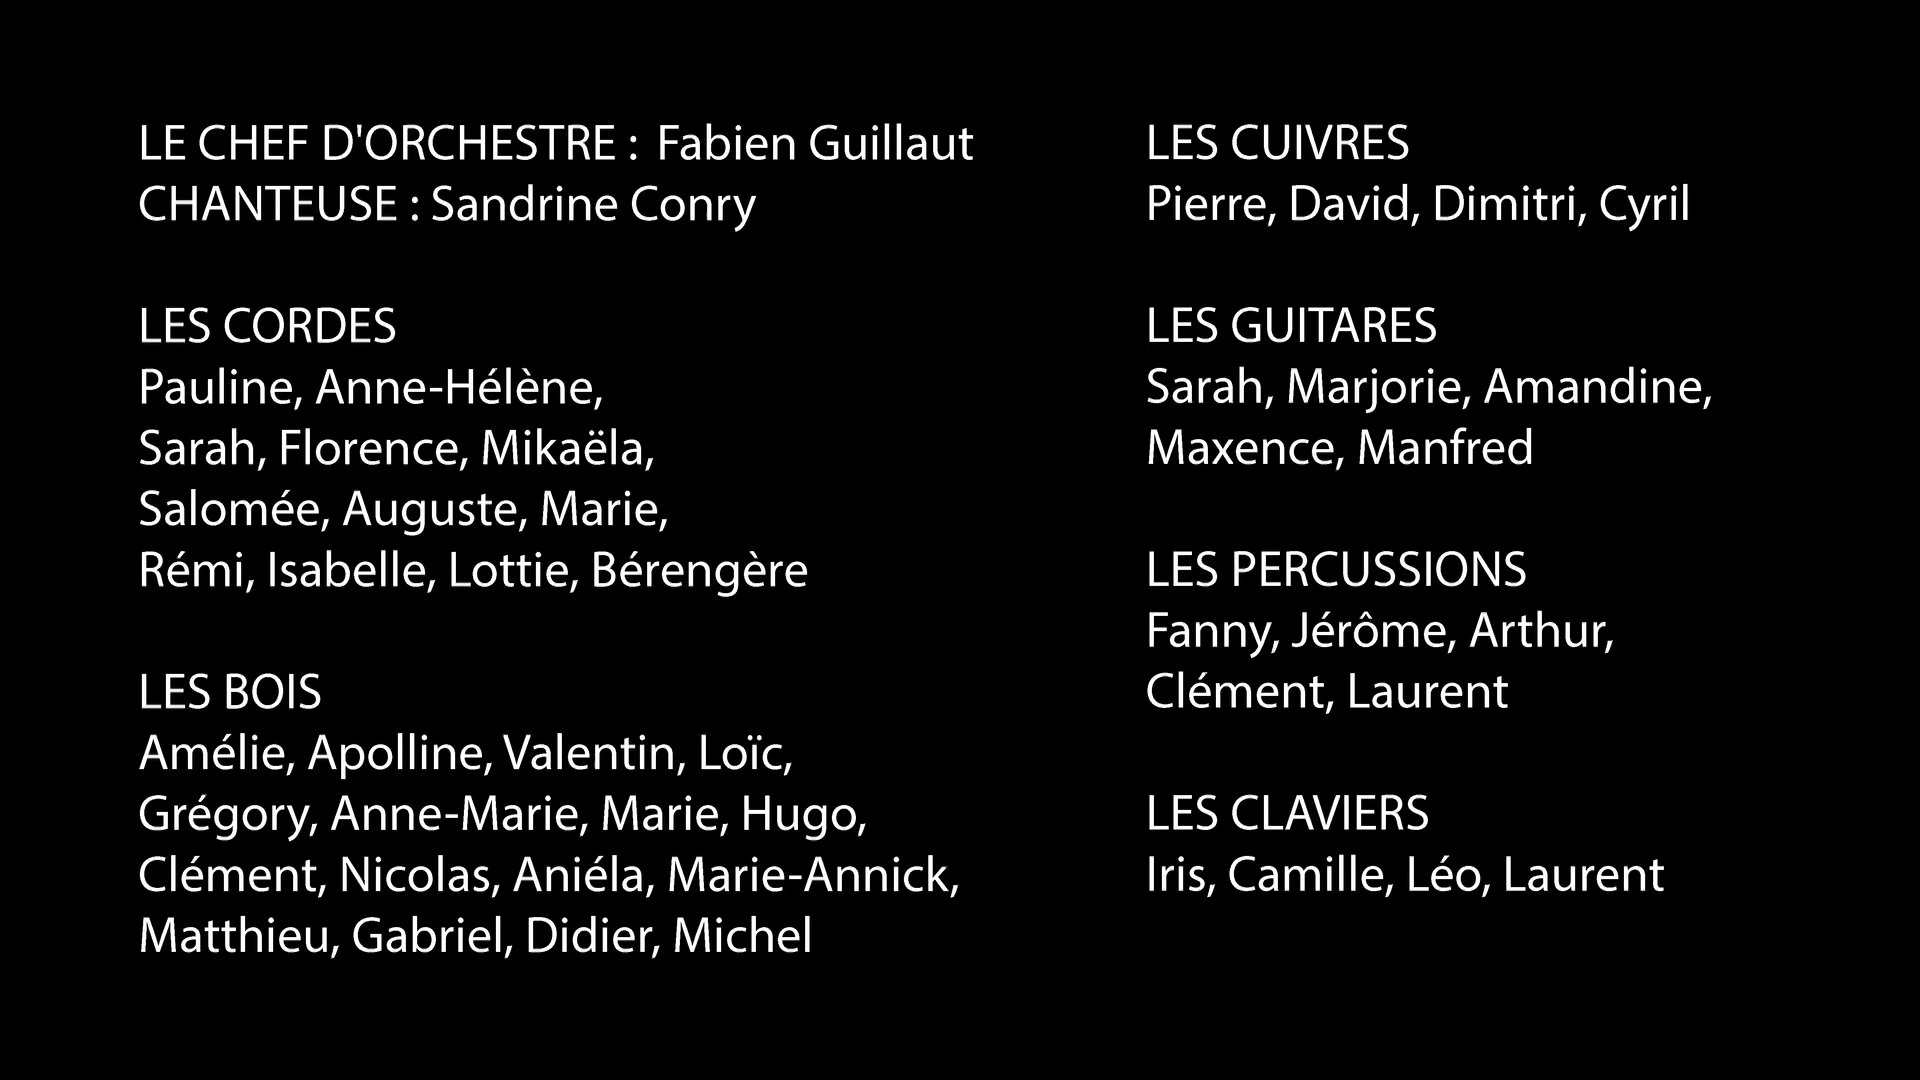 LE CHEF D'ORCHESTRE : Fabien Guillaut
CHANTEUSE : Sandrine Conry
LES CORDES
Pauline, Anne-Hélène,
Sarah, Florence, Mikaëla,
Salomée, Auguste, Marie,
Rémi, Isabelle, Lottie, Bérengère
LES BOIS
Amélie, Apolline, Valentin, Loïc,
Grégory, Anne-Marie, Marie, Hugo,
Clément, Nicolas, Aniéla, Marie-Annick,
Matthieu, Gabriel, Didier, Michel
LES CUIVRES
Pierre, David, Dimitri, Cyril
LES GUITARES
Sarah, Marjorie, Amandine,
Maxence, Manfred
LES PERCUSSIONS
Fanny, Jérôme, Arthur,
Clément, Laurent
LES CLAVIERS
Iris, Camille, Léo, Laurent